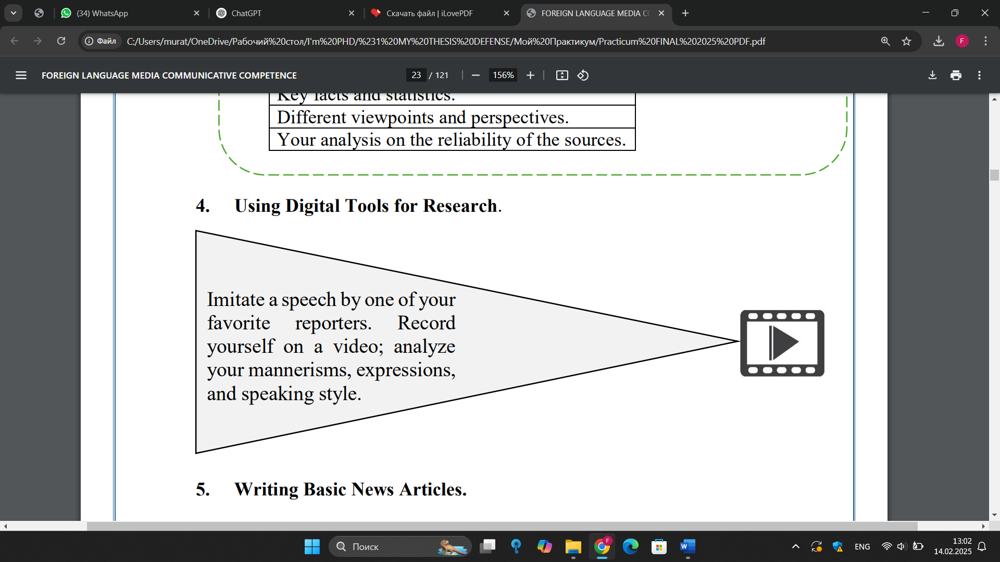 (34) WhatsApp
ChatGPT
Скачать файл | iLovePDF
FOREIGN LANGUAGE MEDIA CO
Файл
C:/Users/murat/OneDrive/Рабочий%20стол/I'm%20PHD/%231%20MY%20THESIS%20DEFENSE/Мой%20Практикум/Practicum%20FINAL%202025%20PDF.pdf
F
FOREIGN LANGUAGE MEDIA COMMUNICATIVE COMPETENCE
23 / 121
156%
Key facts and statistics.
Different viewpoints and perspectives.
Your analysis on the reliability of the sources.
4. Using Digital Tools for Research.
Imitate a speech by one of your
favorite reporters. Record
yourself on a video; analyze
your mannerisms, expressions,
and speaking style.
5. Writing Basic News Articles.
Поиск
F
W
ENG
13:02
14.02.2025